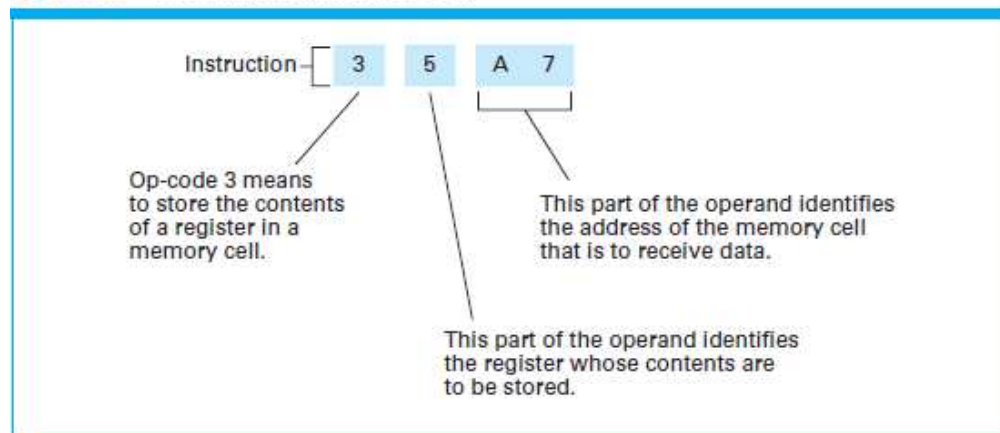 Instruction 3 5 A 7
Op-code 3 means
to store the contents
of a register in a
memory cell.
This part of the operand identifies
the address of the memory cell
that is to receive data.
This part of the operand identifies
the register whose contents are
to be stored.